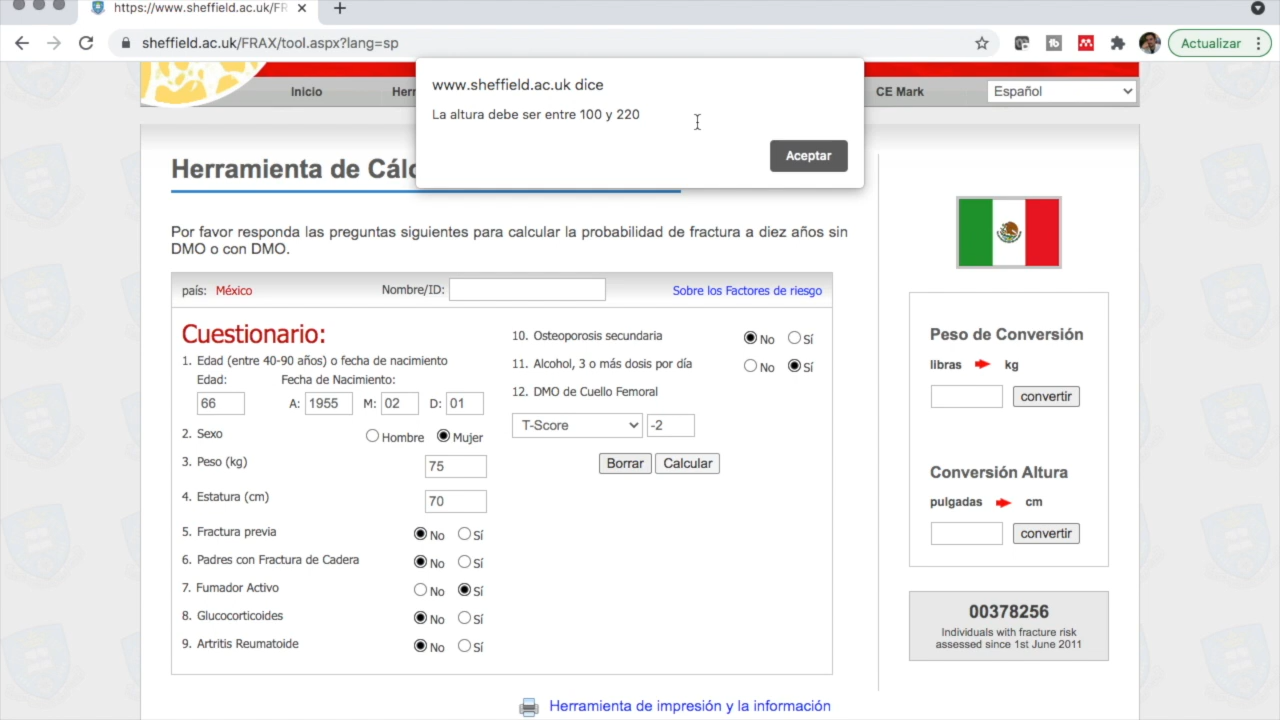 https://www.sheffield.ac.uk/FR
sheffield.ac.uk/FRAX/tool.aspx?lang=sp
Actualizar
www.sheffield.ac.uk dice
La altura debe ser entre 100 y 220
Aceptar
Inicio
Herr
CE Mark
Español
Herramienta de Cálc
Por favor responda las preguntas siguientes para calcular la probabilidad de fractura a diez años sin
DMO o con DMO.
país: México
Nombre/ID:
Sobre los Factores de riesgo
Cuestionario:
1. Edad (entre 40-90 años) o fecha de nacimiento
Edad:
Fecha de Nacimiento:
66
A: 1955 M: 02 D: 01
2. Sexo
Hombre Mujer
3. Peso (kg)
75
4. Estatura (cm)
70
5. Fractura previa
No Sí
6. Padres con Fractura de Cadera
No Sí
7. Fumador Activo
No Sí
8. Glucocorticoides
No Sí
9. Artritis Reumatoide
No Sí
10. Osteoporosis secundaria
No Sí
11. Alcohol, 3 o más dosis por día
No Sí
12. DMO de Cuello Femoral
T-Score
-2
Borrar
Calcular
Herramienta de impresión y la información
Peso de Conversión
libras kg
convertir
Conversión Altura
pulgadas cm
convertir
00378256
Individuals with fracture risk
assessed since 1st June 2011